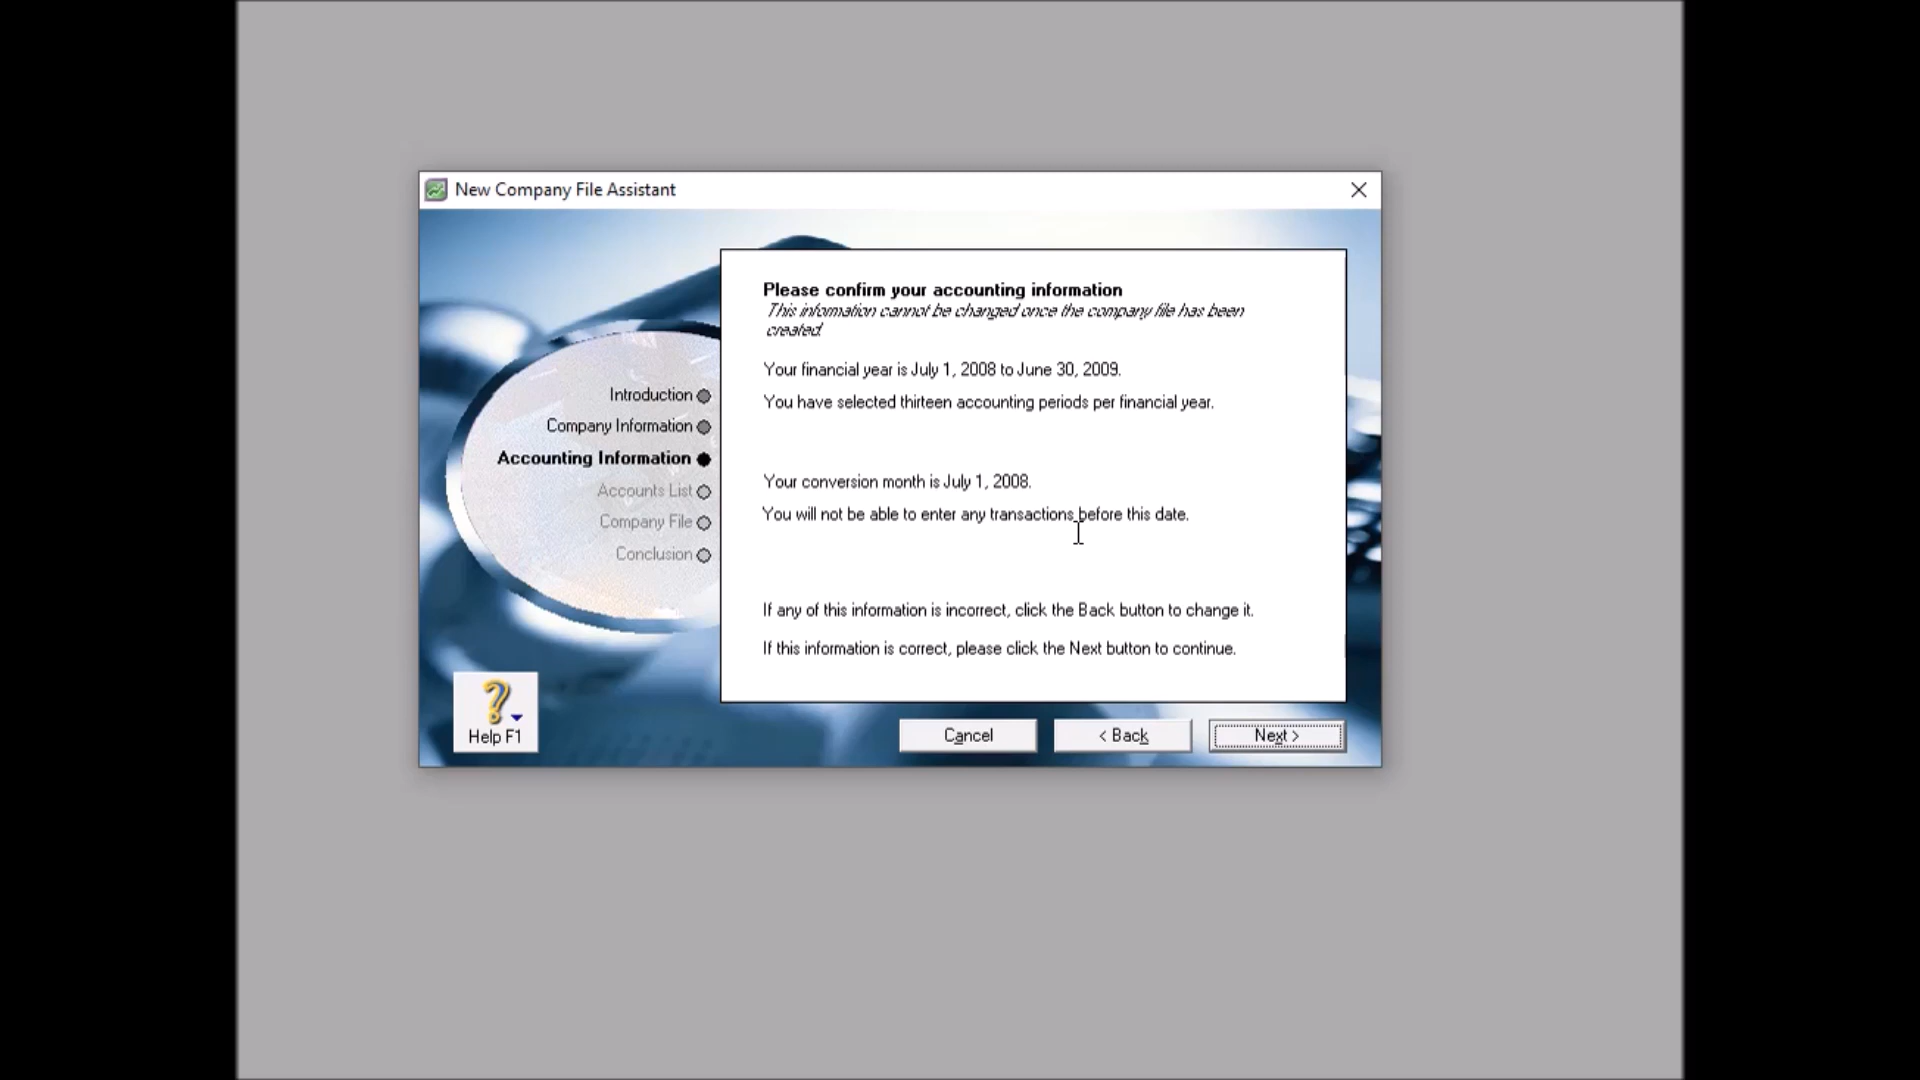 New Company File Assistant
Please confirm your accounting information
This information cannot be changed once the company file has been
created.
Your financial year is July 1, 2008 to June 30, 2009.
You have selected thirteen accounting periods per financial year.
Your conversion month is July 1, 2008.
You will not be able to enter any transactions before this date.
If any of this information is incorrect, click the Back button to change it.
If this information is correct, please click the Next button to continue.
Introduction
Company Information
Accounting Information
Accounts List
Company File
Conclusion
Help F1
Cancel
< Back
Next >